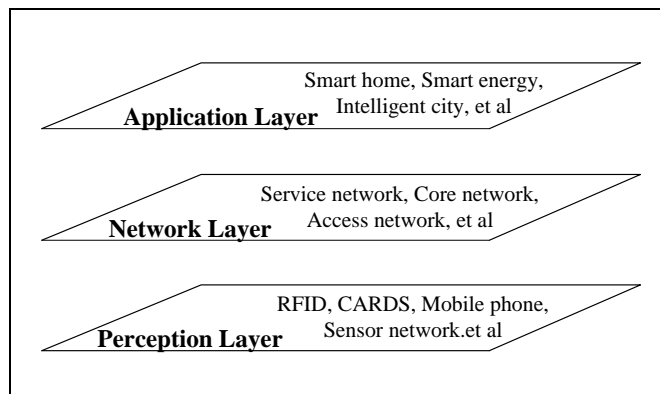 Smart home, Smart energy,
Intelligent city, et al
Application Layer
Service network, Core network,
Access network, et al
Network Layer
RFID, CARDS, Mobile phone,
Sensor network.et al
Perception Layer